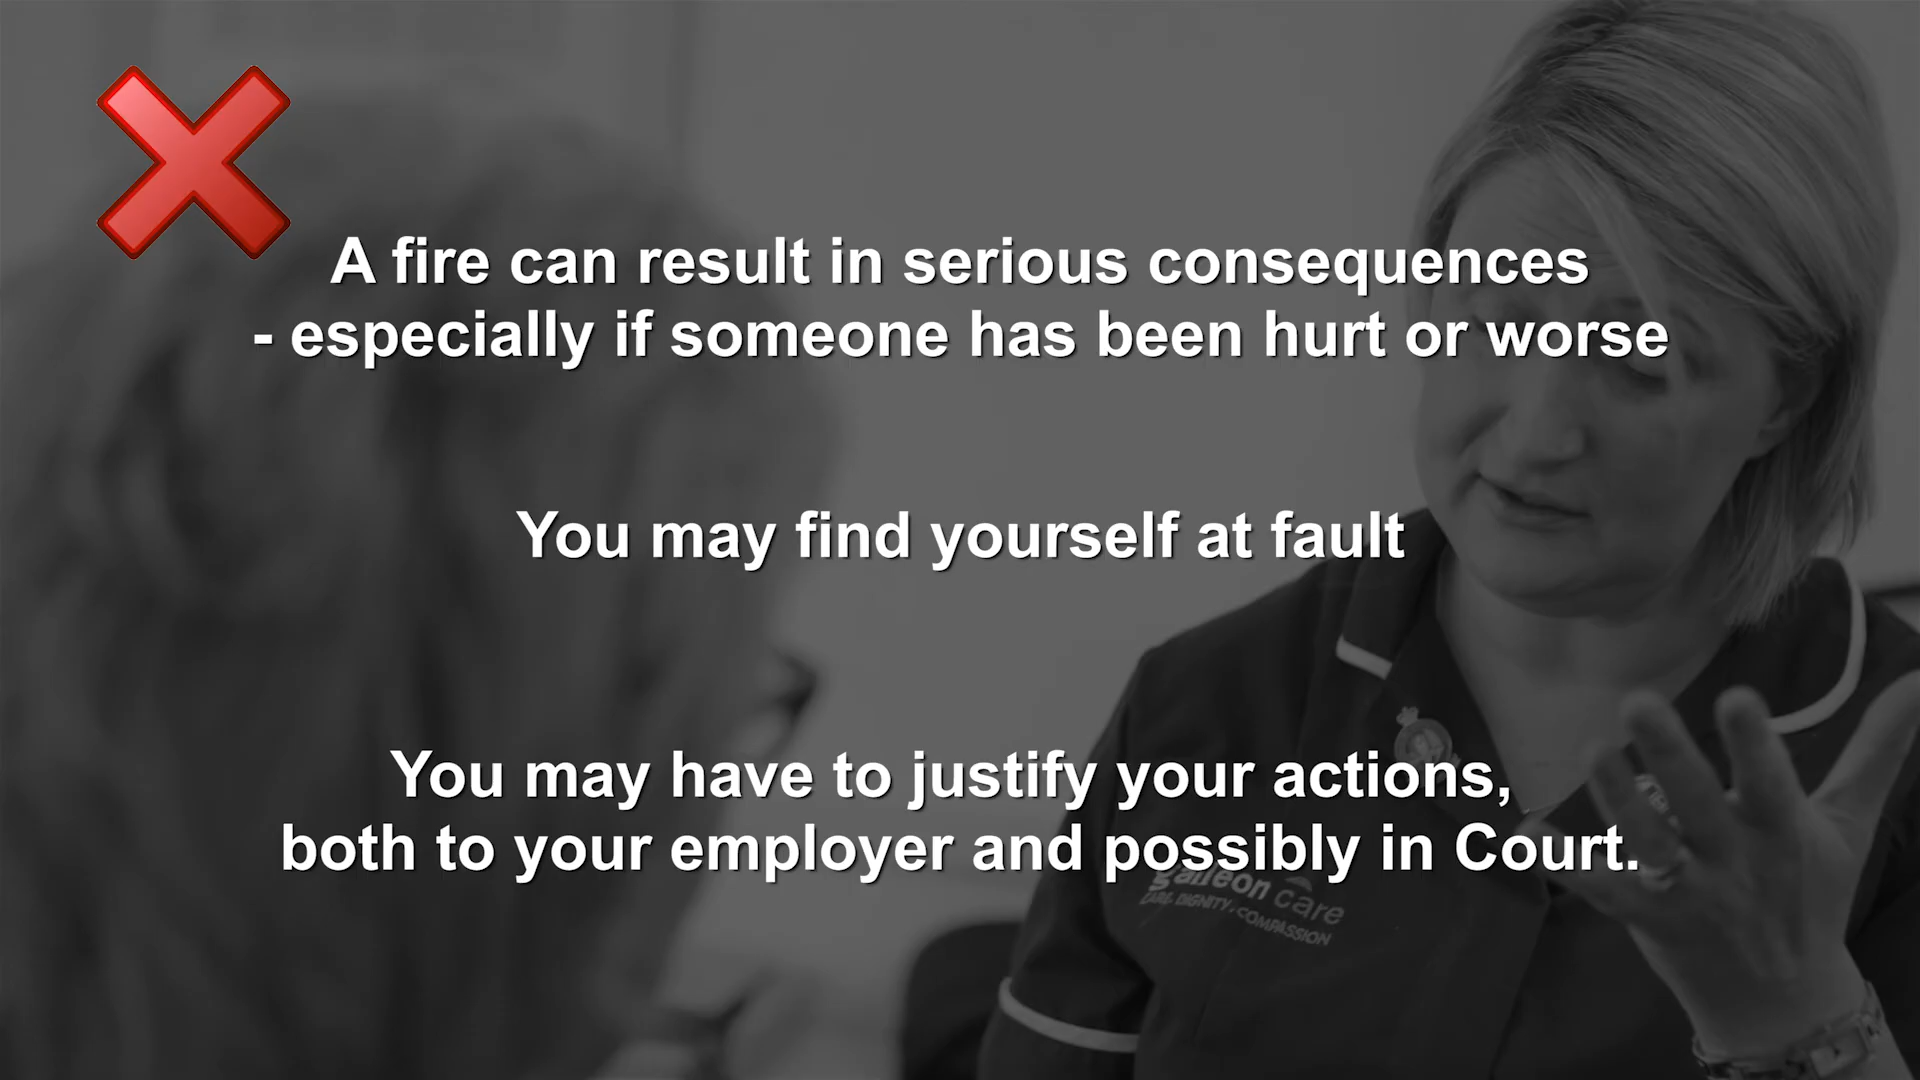 A fire can result in serious consequences
- especially if someone has been hurt or worse
You may find yourself at fault
You may have to justify your actions,
both to your employer and possibly in Court.
galleon care
CARE. DIGNITY. COMPASSION